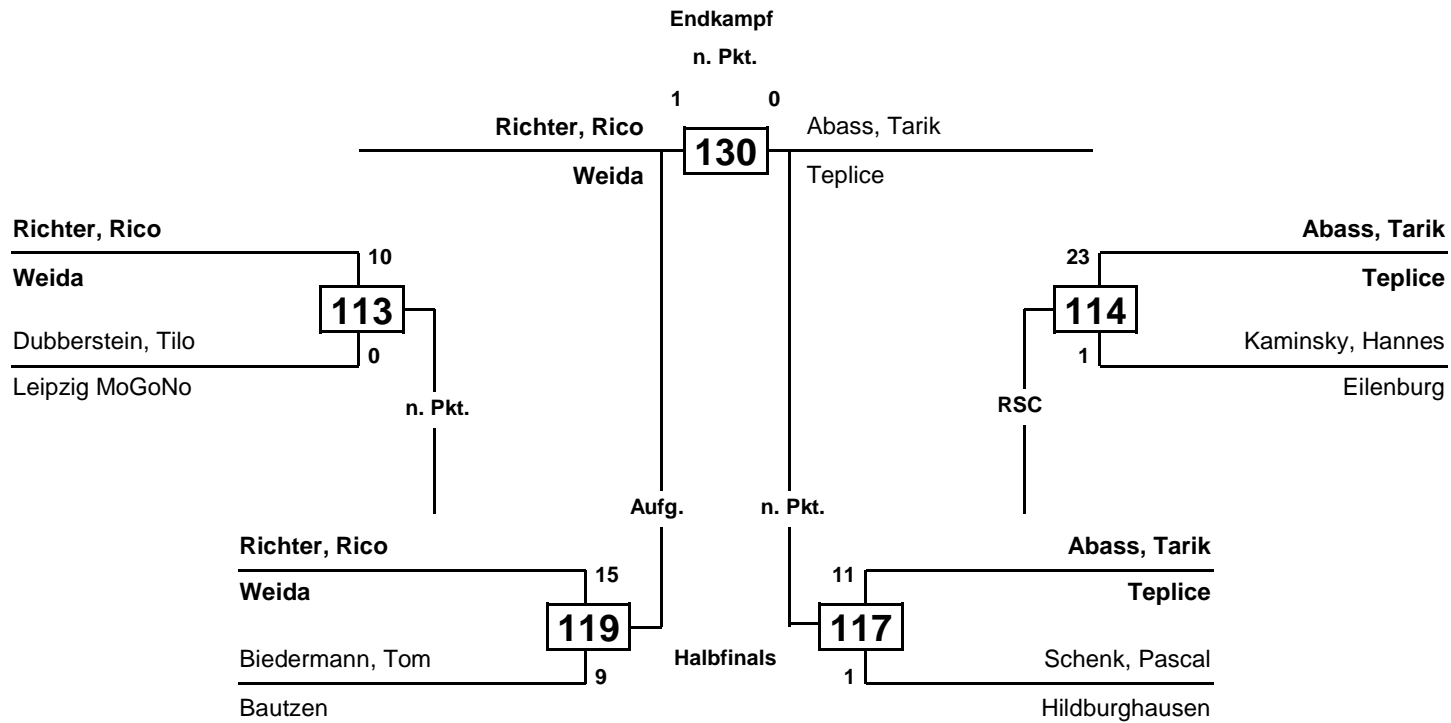 Endkampf
n. Pkt.
1 0
Richter, Rico 130 Abass, Tarik
Weida Teplice
Richter, Rico
10
Weida
113
Dubberstein, Tilo
0
Leipzig MoGoNo
n. Pkt.
Abass, Tarik
23
Teplice
114
Kaminsky, Hannes
1
Eilenburg
RSC
Aufg. n. Pkt.
Richter, Rico
15
Weida
119
Biedermann, Tom
9
Bautzen
Halbfinals
Abass, Tarik
11
Teplice
117
Schenk, Pascal
1
Hildburghausen